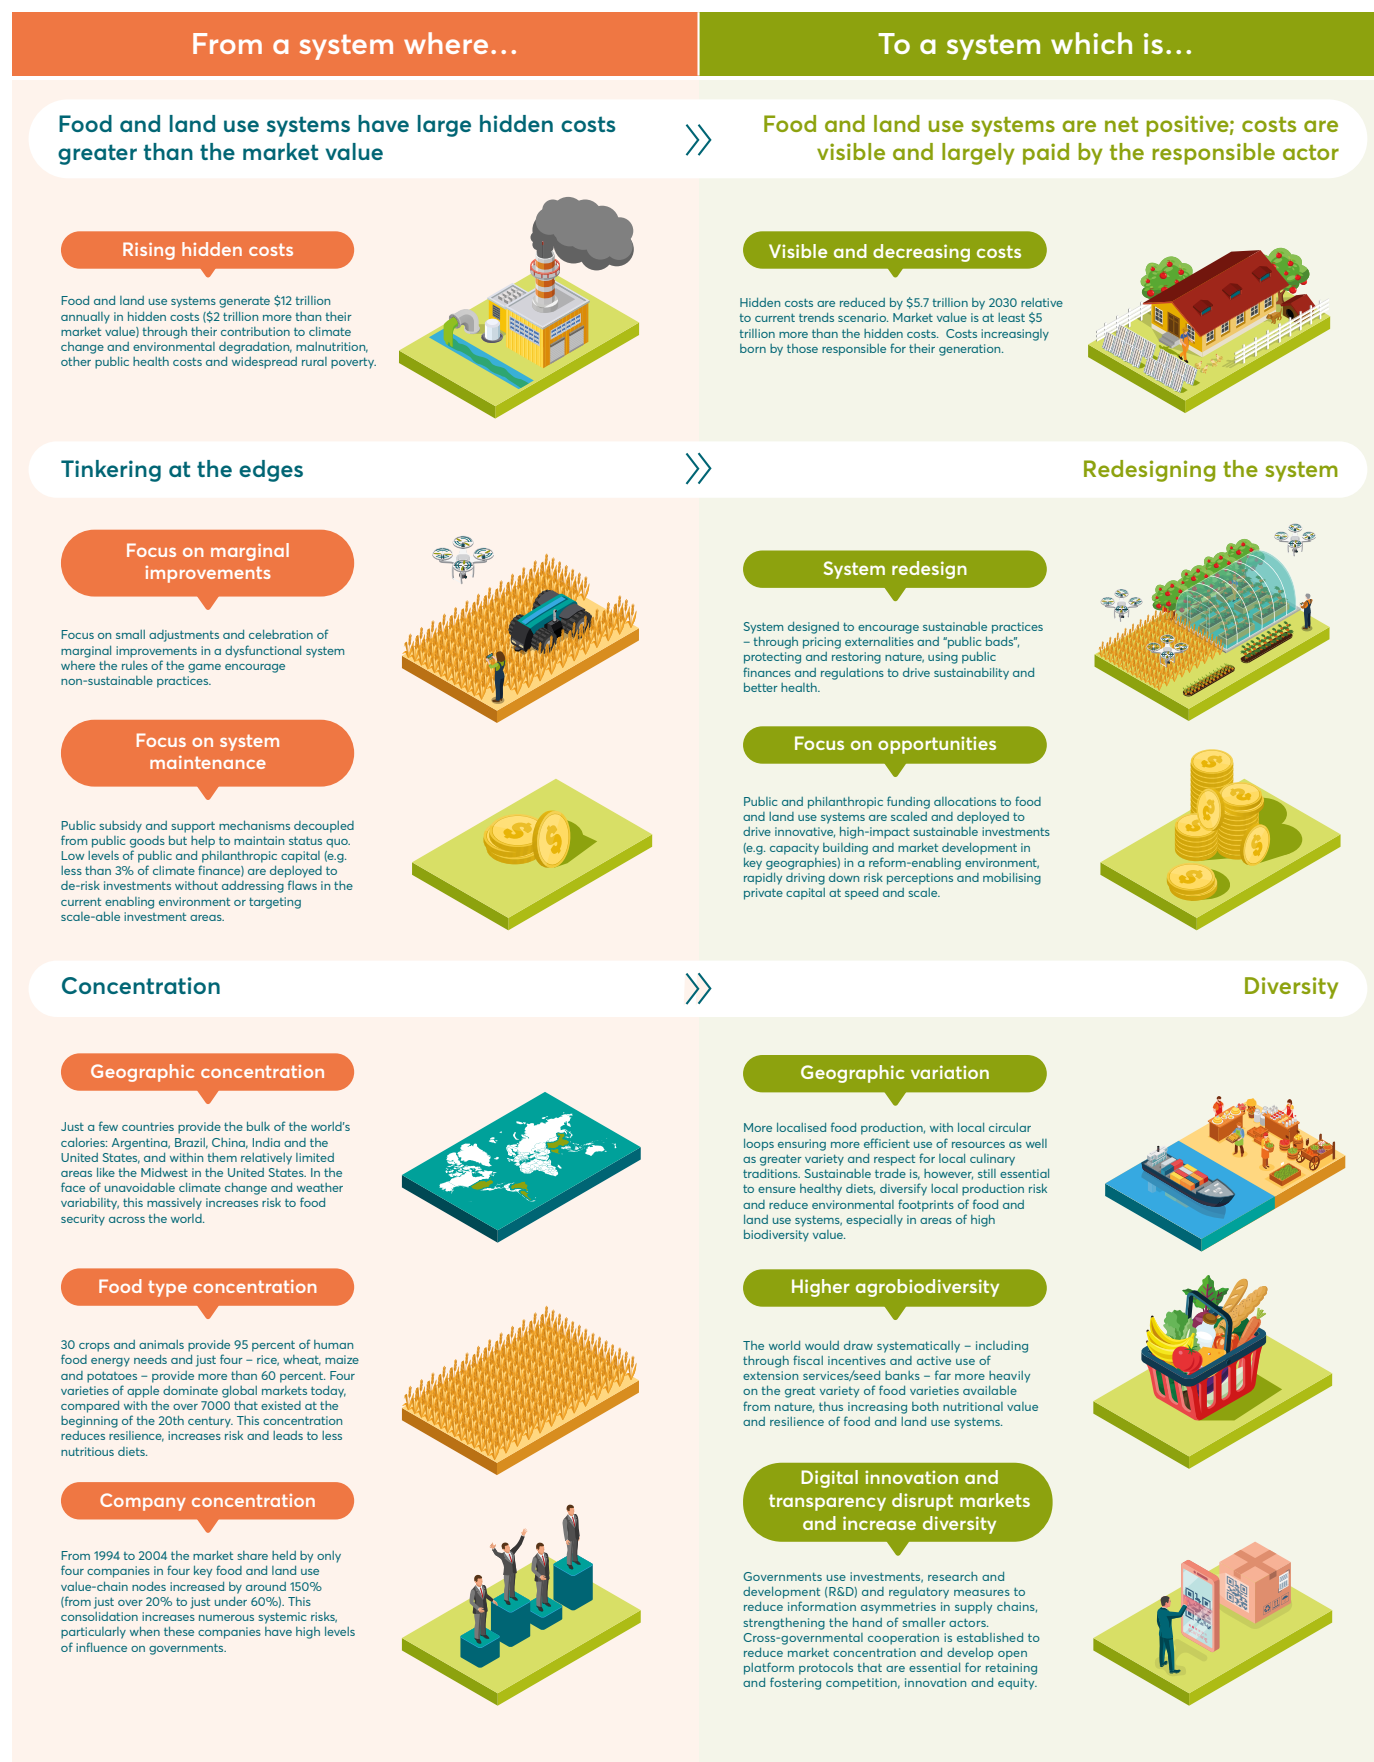 From a system where…
To a system which is…
Food and land use systems have large hidden costs
greater than the market value
Food and land use systems are net positive; costs are
visible and largely paid by the responsible actor
Rising hidden costs
Food and land use systems generate $12 trillion
annually in hidden costs ($2 trillion more than their
market value) through their contribution to climate
change and environmental degradation, malnutrition,
other public health costs and widespread rural poverty.
Visible and decreasing costs
Hidden costs are reduced by $5.7 trillion by 2030 relative
to current trends scenario. Market value is at least $5
trillion more than the hidden costs.  Costs increasingly
born by those responsible for their generation.
Tinkering at the edges
Redesigning the system
Focus on marginal
improvements
Focus on small adjustments and celebration of
marginal improvements in a dysfunctional system
where the rules of the game encourage
non-sustainable practices.
System redesign
System designed to encourage sustainable practices
– through pricing externalities and “public bads”,
protecting and restoring nature, using public
finances and regulations to drive sustainability and
better health.
Focus on system
maintenance
Public subsidy and support mechanisms decoupled
from public goods but help to maintain status quo.
Low levels of public and philanthropic capital (e.g.
less than 3% of climate finance) are deployed to
de-risk investments without addressing flaws in the
current enabling environment or targeting
scale-able investment areas.
Focus on opportunities
Public and philanthropic funding allocations to food
and land use systems are scaled and deployed to
drive innovative, high-impact sustainable investments
(e.g. capacity building and market development in
key geographies) in a reform-enabling environment,
rapidly driving down risk perceptions and mobilising
private capital at speed and scale.
Concentration
Diversity
Geographic concentration
Just a few countries provide the bulk of the world’s
calories: Argentina, Brazil, China, India and the
United States, and within them relatively limited
areas like the Midwest in the United States. In the
face of unavoidable climate change and weather
variability, this massively increases risk to food
security across the world.
Geographic variation
More localised food production, with local circular
loops ensuring more efficient use of resources as well
as greater variety and respect for local culinary
traditions. Sustainable trade is, however, still essential
to ensure healthy diets, diversify local production risk
and reduce environmental footprints of food and
land use systems, especially in areas of high
biodiversity value.
Food type concentration
30 crops and animals provide 95 percent of human
food energy needs and just four – rice, wheat, maize
and potatoes – provide more than 60 percent. Four
varieties of apple dominate global markets today,
compared with the over 7000 that existed at the
beginning of the 20th century. This concentration
reduces resilience, increases risk and leads to less
nutritious diets.
Higher agrobiodiversity
The world would draw systematically – including
through fiscal incentives and active use of
extension services/seed banks – far more heavily
on the great variety of food varieties available
from nature, thus increasing both nutritional value
and resilience of food and land use systems.
Company concentration
From 1994 to 2004 the market share held by only
four companies in four key food and land use
value-chain nodes increased by around 150%
(from just over 20% to just under 60%). This
consolidation increases numerous systemic risks,
particularly when these companies have high levels
of influence on governments.
Digital innovation and
transparency disrupt markets
and increase diversity
Governments use investments, research and
development (R&D) and regulatory measures to
reduce information asymmetries in supply chains,
strengthening the hand of smaller actors.
Cross-governmental cooperation is established to
reduce market concentration and develop open
platform protocols that are essential for retaining
and fostering competition, innovation and equity.